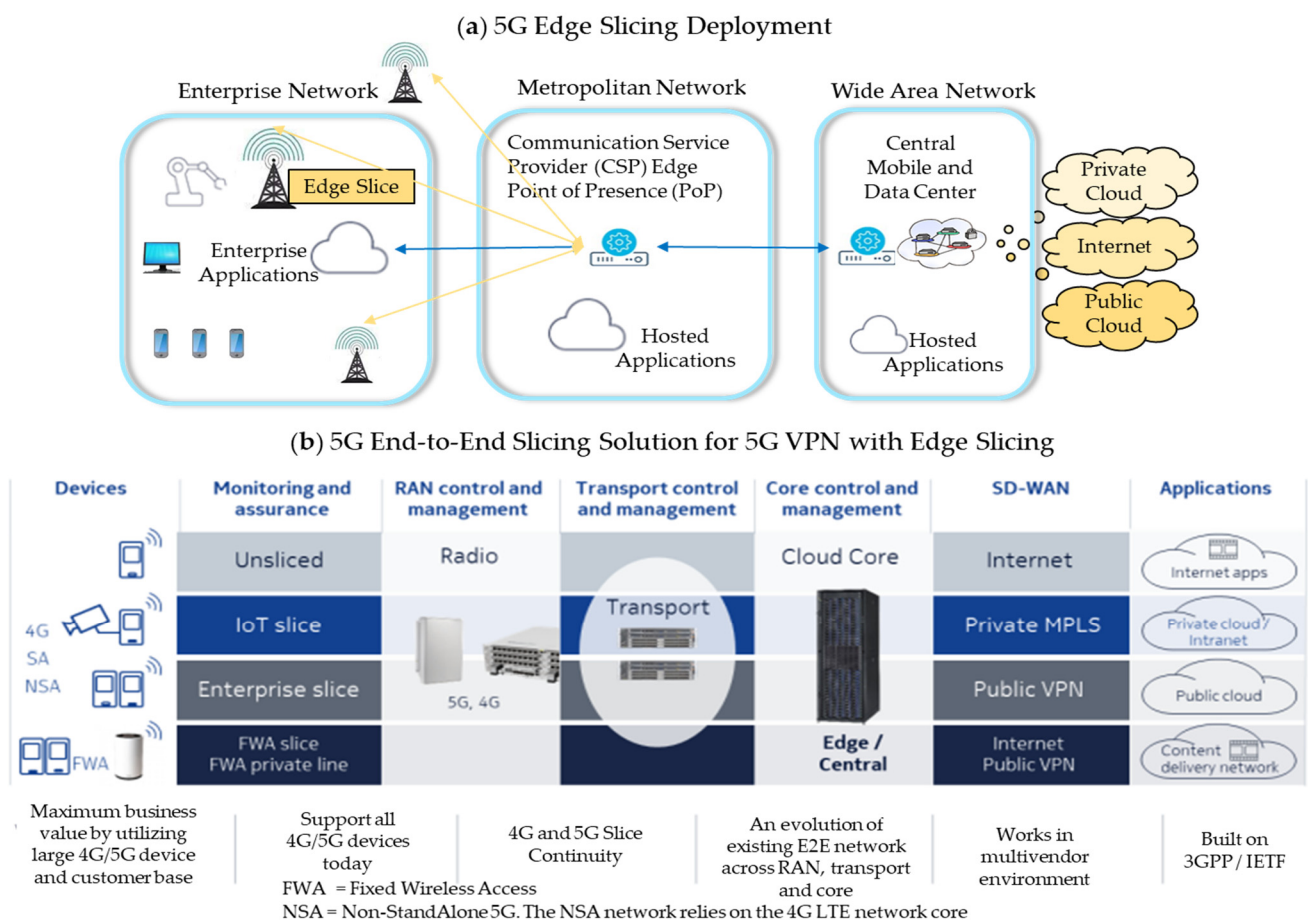 (a) 5G Edge Slicing Deployment
Enterprise Network
Metropolitan Network
Wide Area Network
Edge Slice
Enterprise
Applications
Communication Service
Provider (CSP) Edge
Point of Presence (PoP)
Hosted
Applications
Central
Mobile and
Data Center
Hosted
Applications
Private
Cloud
Internet
Public
Cloud
(b) 5G End-to-End Slicing Solution for 5G VPN with Edge Slicing
Devices
Monitoring and
assurance
RAN control and
management
Transport control
and management
Core control and
management
SD-WAN
Applications
Unsliced
Radio
Cloud Core
Internet
Internet apps
4G
SA
NSA
IoT slice
Transport
Private MPLS
Private cloud /
Intranet
Enterprise slice
5G, 4G
Public VPN
Public cloud
FWA
FWA slice
FWA private line
Edge /
Central
Internet
Public VPN
Content
delivery network
Maximum business
value by utilizing
large 4G/5G device
and customer base
Support all
4G/5G devices
today
4G and 5G Slice
Continuity
An evolution of
existing E2E network
across RAN, transport
and core
Works in
multivendor
environment
Built on
3GPP / IETF
FWA = Fixed Wireless Access
NSA = Non-StandAlone 5G. The NSA network relies on the 4G LTE network core